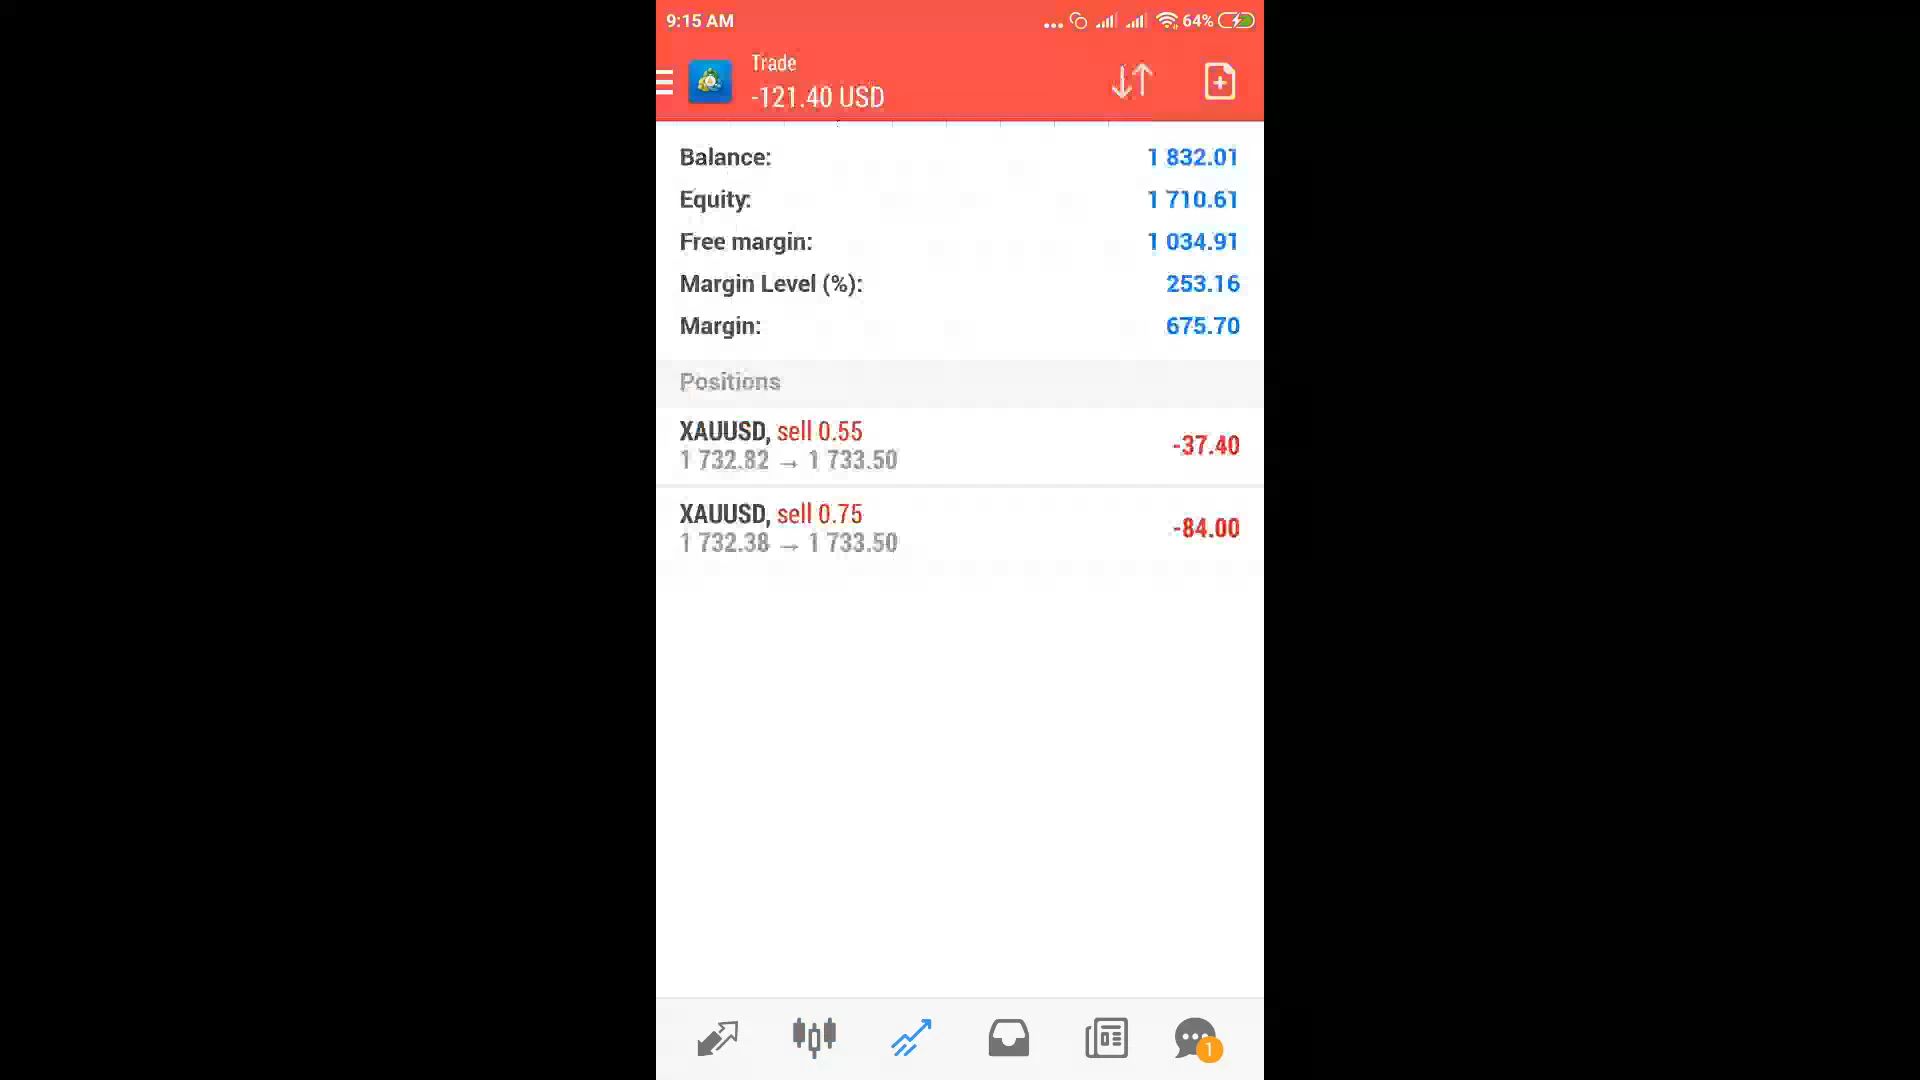 9:15 AM
64%
Trade
-121.40 USD
Balance: 1 832.01
Equity: 1 710.61
Free margin: 1 034.91
Margin Level (%): 253.16
Margin: 675.70
Positions
XAUUSD, sell 0.55
1 732.82 → 1 733.50
-37.40
XAUUSD, sell 0.75
1 732.38 → 1 733.50
-84.00
1